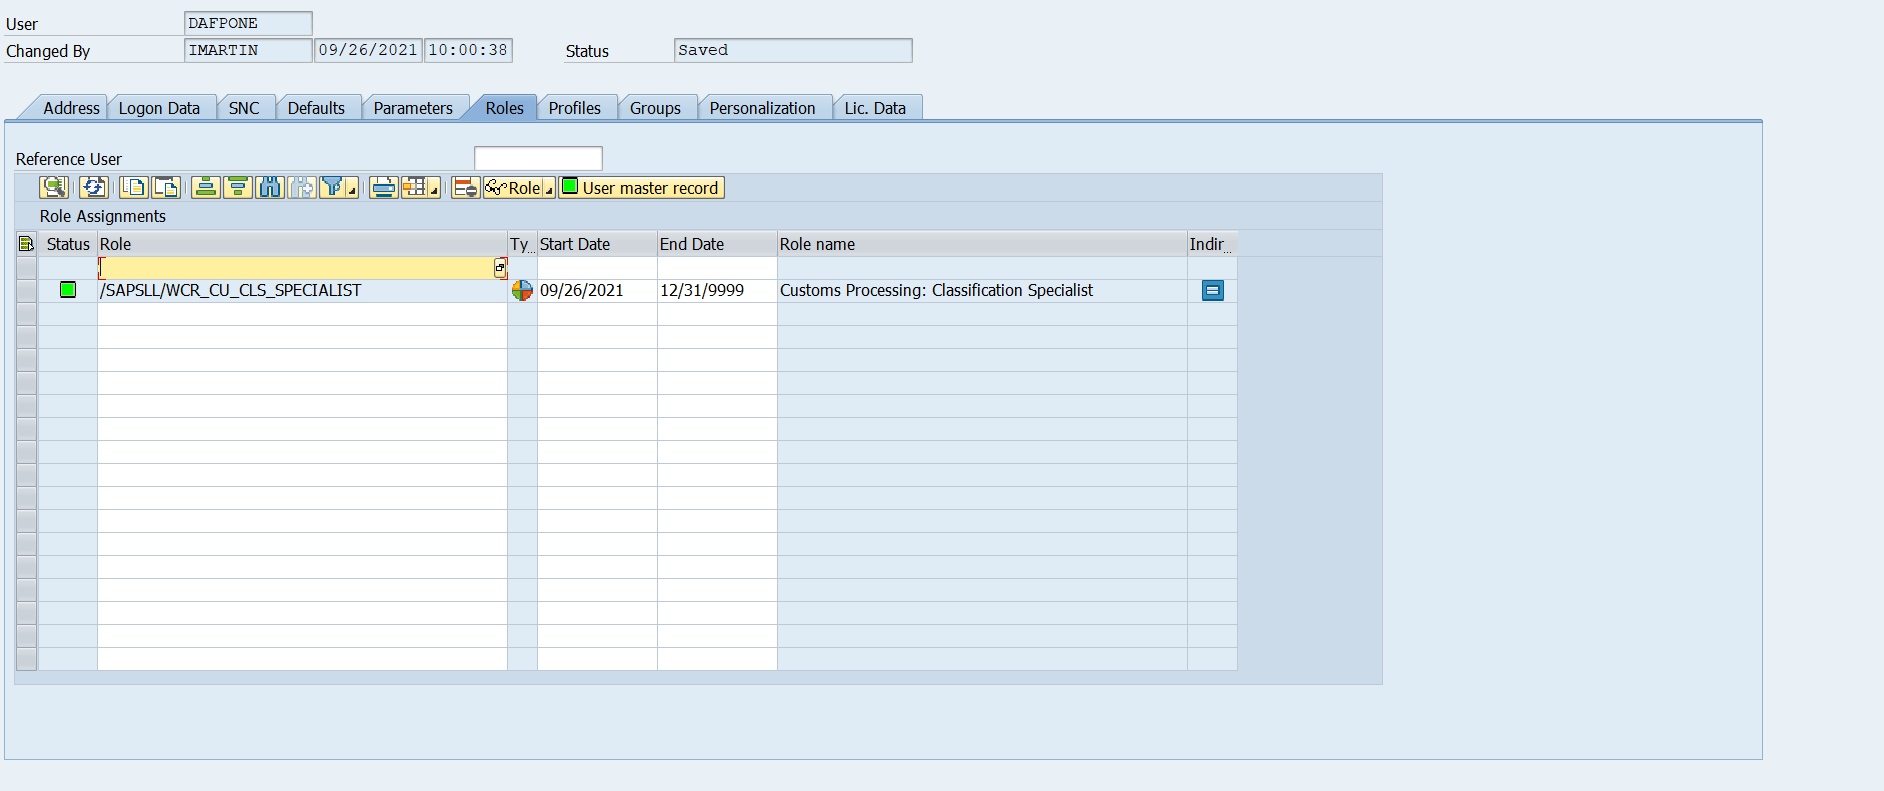 User DAFPONE
Changed By IMARTIN 09/26/2021 10:00:38 Status Saved
Address Logon Data SNC Defaults Parameters Roles Profiles Groups Personalization Lic. Data
Reference User
Role User master record
Role Assignments
Status Role Ty... Start Date End Date Role name Indir...
/SAPSLL/WCR_CU_CLS_SPECIALIST 09/26/2021 12/31/9999 Customs Processing: Classification Specialist